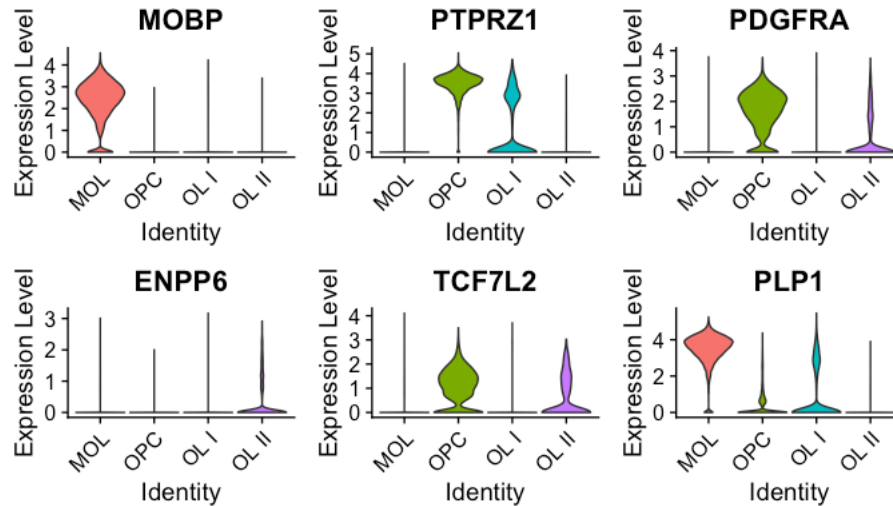 MOBP PTPRZ1 PDGFRA
Expression Level
4
3
2
1
0
MOL OPC OL I OL II
Identity
Expression Level
5
4
3
2
1
0
MOL OPC OL I OL II
Identity
Expression Level
4
3
2
1
0
MOL OPC OL I OL II
Identity
ENPP6 TCF7L2 PLP1
Expression Level
3
2
1
0
MOL OPC OL I OL II
Identity
Expression Level
4
3
2
1
0
MOL OPC OL I OL II
Identity
Expression Level
4
2
0
MOL OPC OL I OL II
Identity